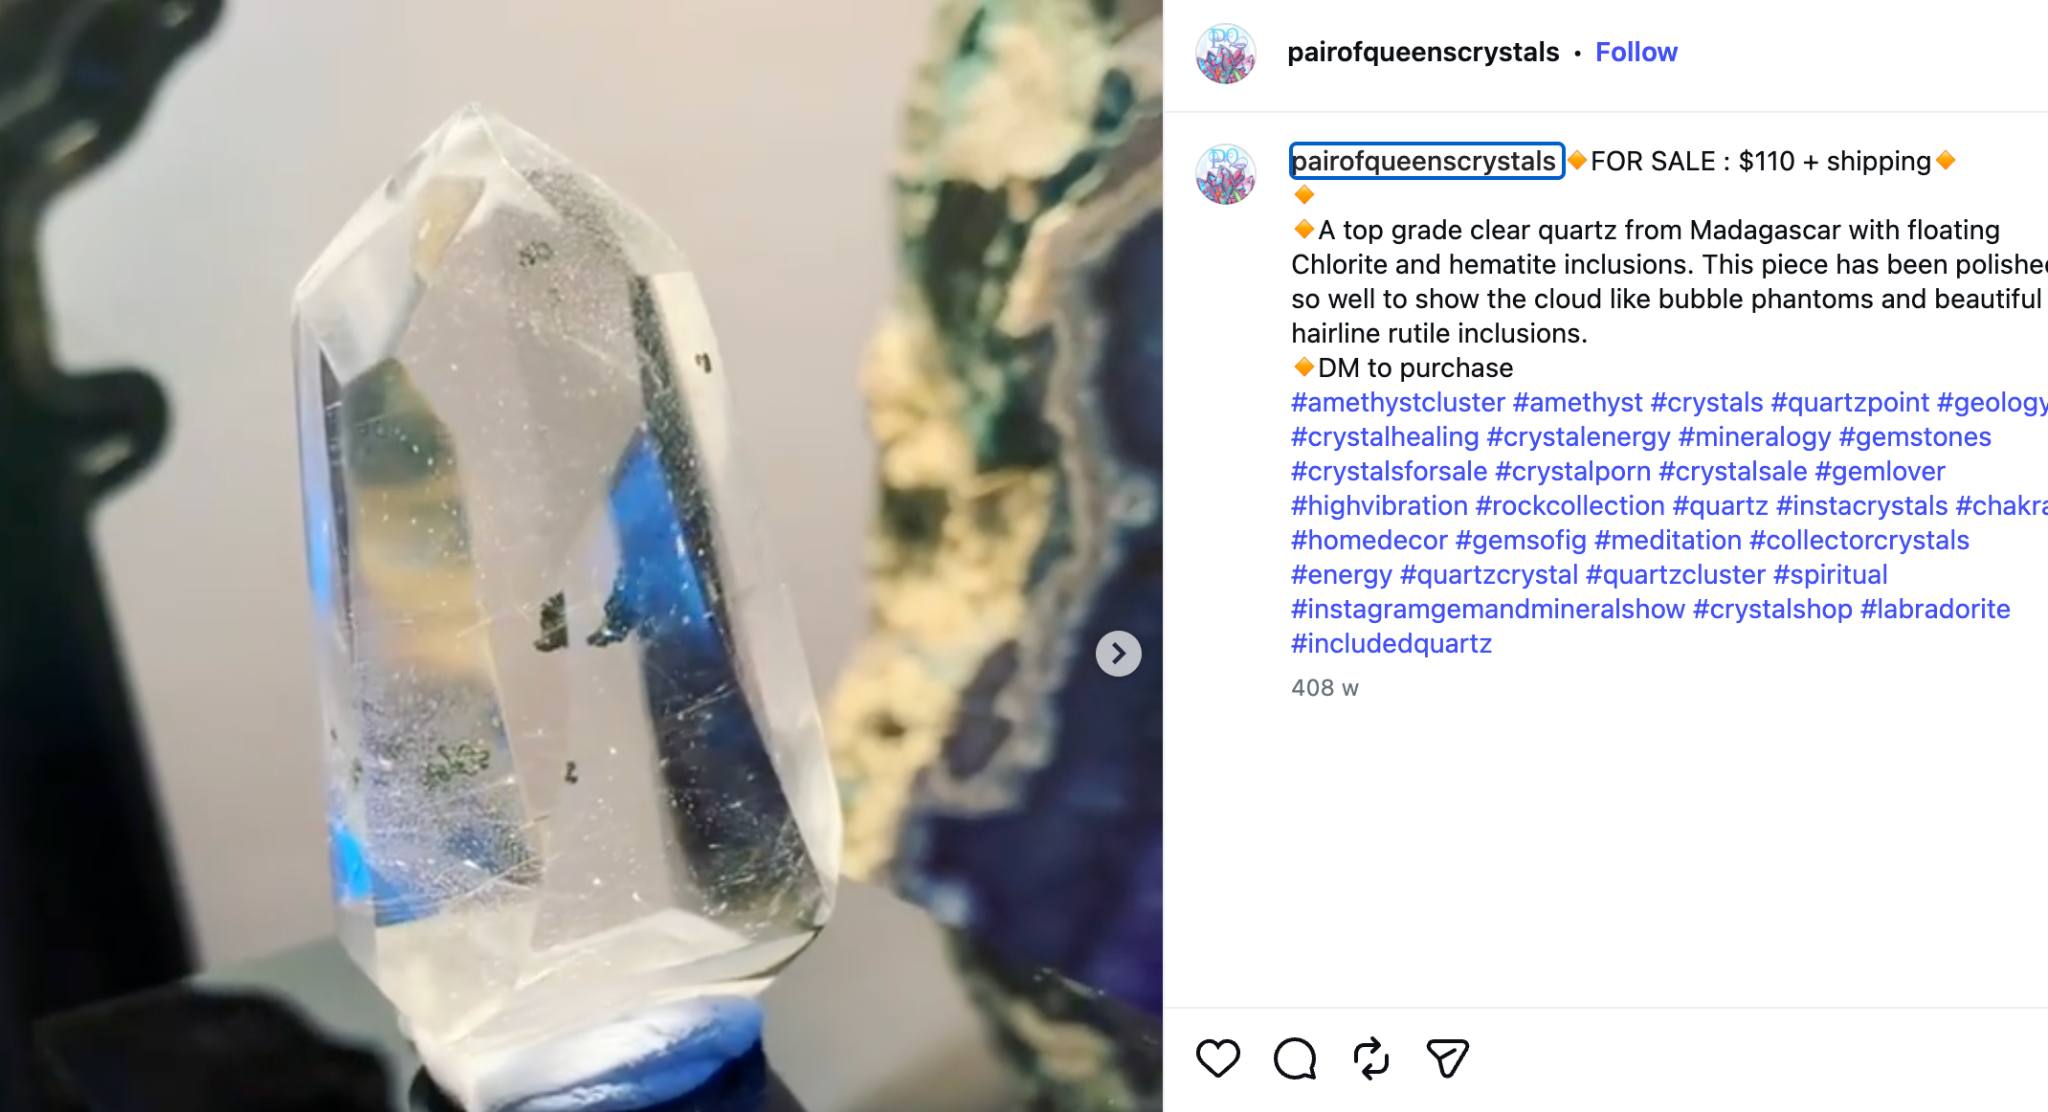 pairofqueenscrystals • Follow
pairofqueenscrystals 🔸FOR SALE : $110 + shipping🔸
🔸
🔸A top grade clear quartz from Madagascar with floating
Chlorite and hematite inclusions. This piece has been polished
so well to show the cloud like bubble phantoms and beautiful
hairline rutile inclusions.
🔸DM to purchase
#amethystcluster #amethyst #crystals #quartzpoint #geology
#crystalhealing #crystalenergy #mineralogy #gemstones
#crystalsforsale #crystalporn #crystalsale #gemlover
#highvibration #rockcollection #quartz #instacrystals #chakra
#homedecor #gemsofig #meditation #collectorcrystals
#energy #quartzcrystal #quartzcluster #spiritual
#instagramgemandmineralshow #crystalshop #labradorite
#includedquartz
408 w